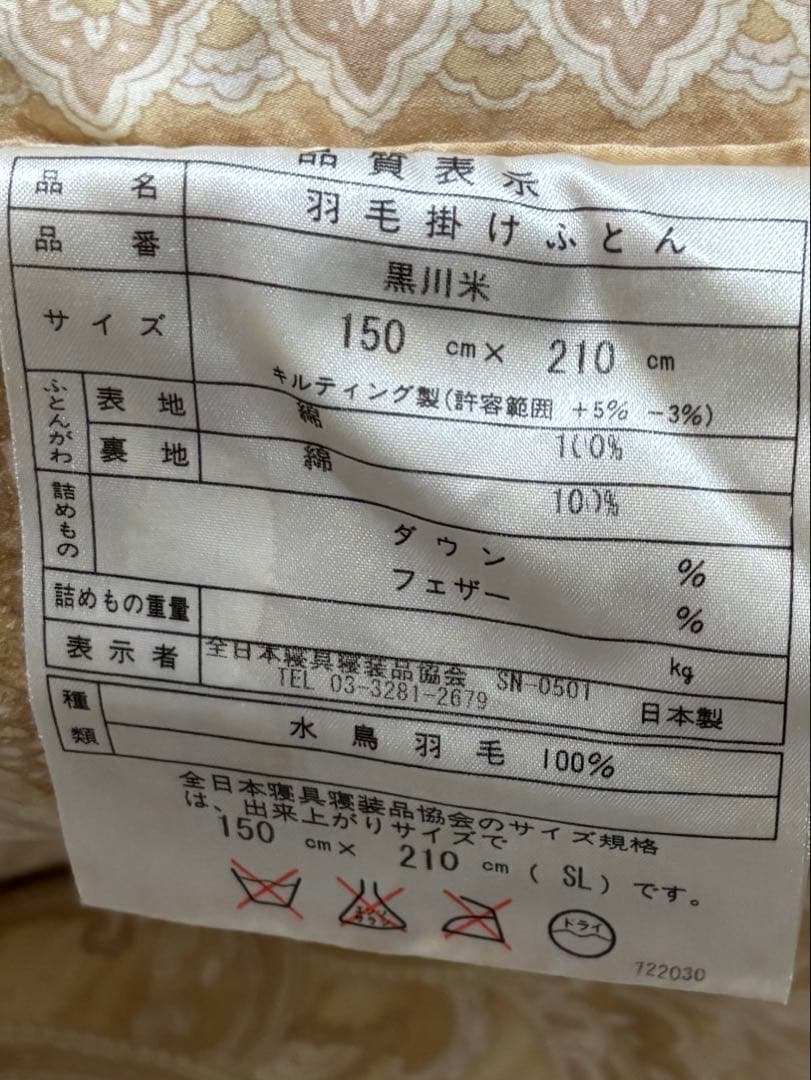 品質表示
品名 羽毛掛けふとん
品番 黒川米
サイズ 150 cm× 210 cm
キルティング製(許容範囲 +5% -3%)
ふとんがわ 表地 綿 100%
裏地 綿 100%
詰めもの ダウン %
フェザー %
詰めもの重量 kg
表示者 全日本寝具寝装品協会 SN-0501
TEL 03-3281-2679 日本製
種類 水鳥羽毛 100%
全日本寝具寝装品協会のサイズ規格
は、出来上がりサイズで
150 cm× 210 cm ( SL) です。
ドライ
722030